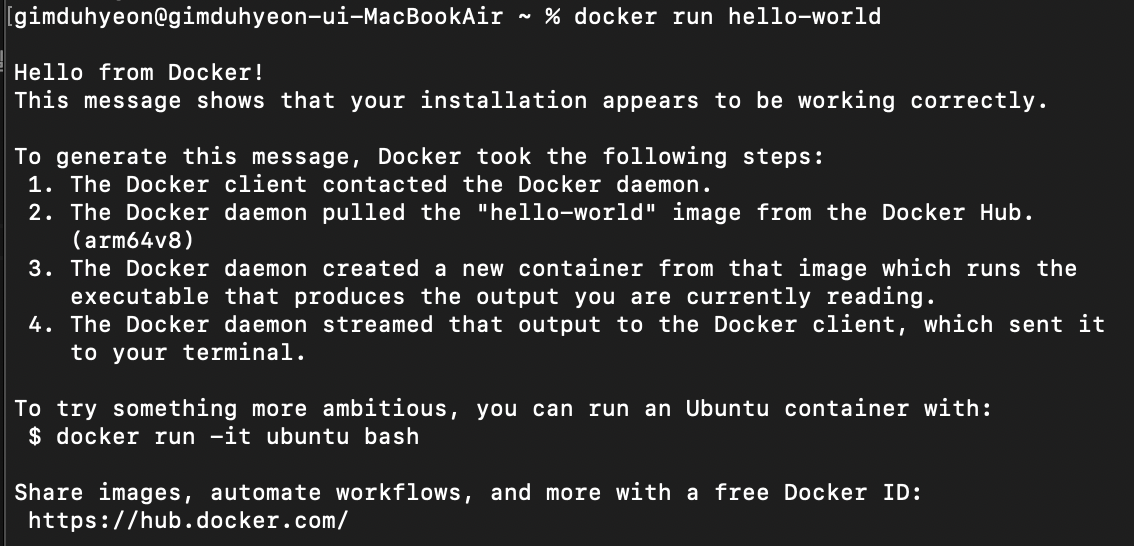 [gimduhyeon@gimduhyeon-ui-MacBookAir ~ % docker run hello-world
Hello from Docker!
This message shows that your installation appears to be working correctly.
To generate this message, Docker took the following steps:
1. The Docker client contacted the Docker daemon.
2. The Docker daemon pulled the "hello-world" image from the Docker Hub.
(arm64v8)
3. The Docker daemon created a new container from that image which runs the
executable that produces the output you are currently reading.
4. The Docker daemon streamed that output to the Docker client, which sent it
to your terminal.
To try something more ambitious, you can run an Ubuntu container with:
$ docker run -it ubuntu bash
Share images, automate workflows, and more with a free Docker ID:
https://hub.docker.com/